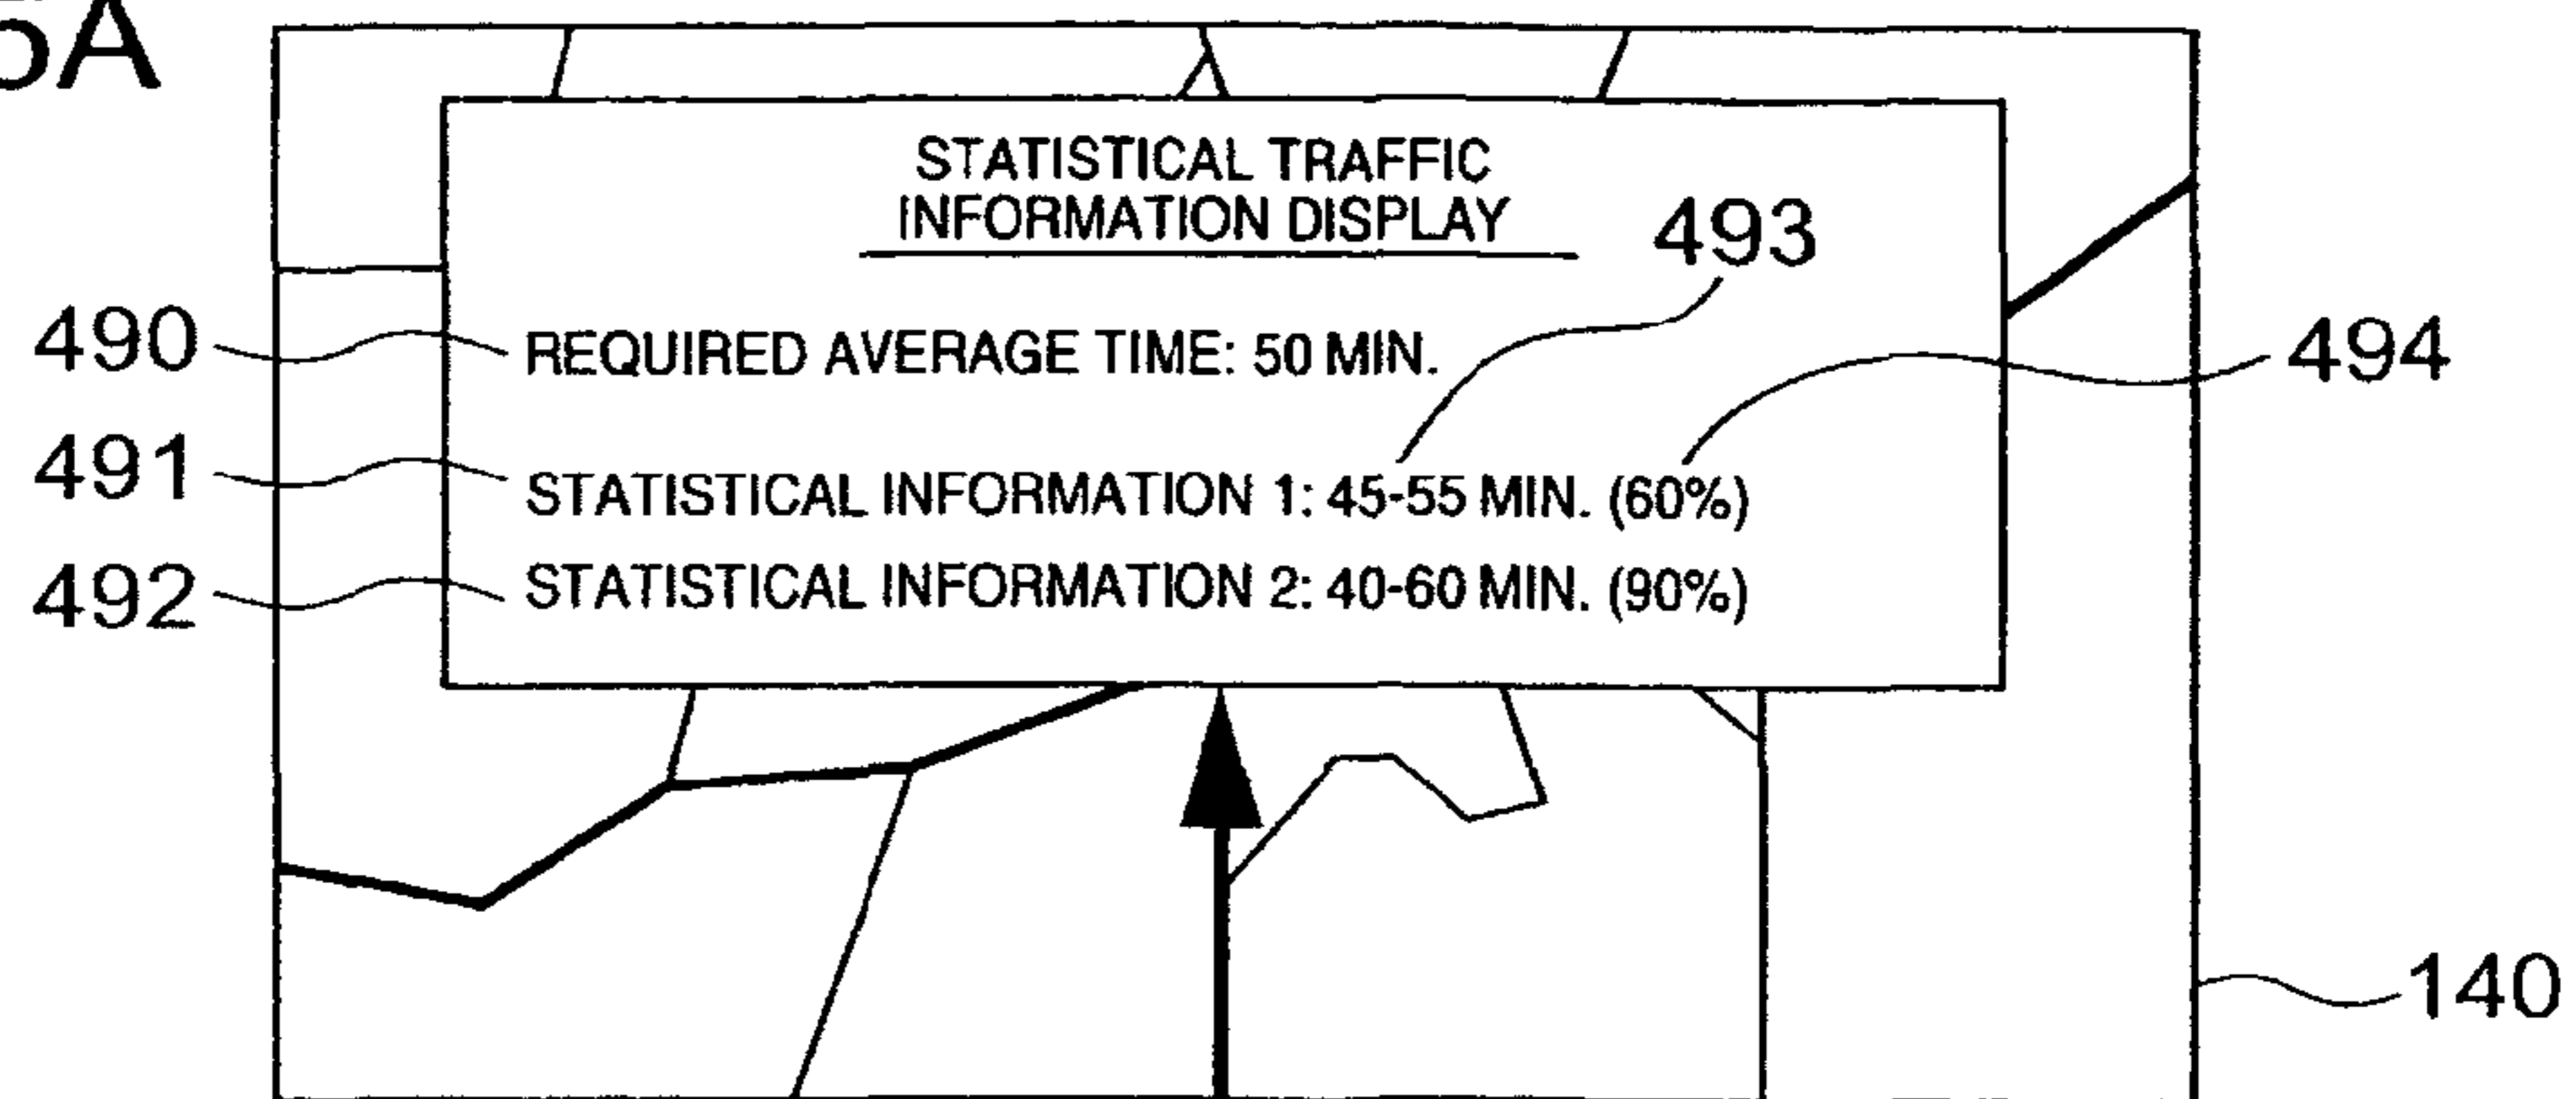 5A
STATISTICAL TRAFFIC
INFORMATION DISPLAY
493
490
REQUIRED AVERAGE TIME: 50 MIN.
494
491
STATISTICAL INFORMATION 1: 45-55 MIN. (60%)
492
STATISTICAL INFORMATION 2: 40-60 MIN. (90%)
140